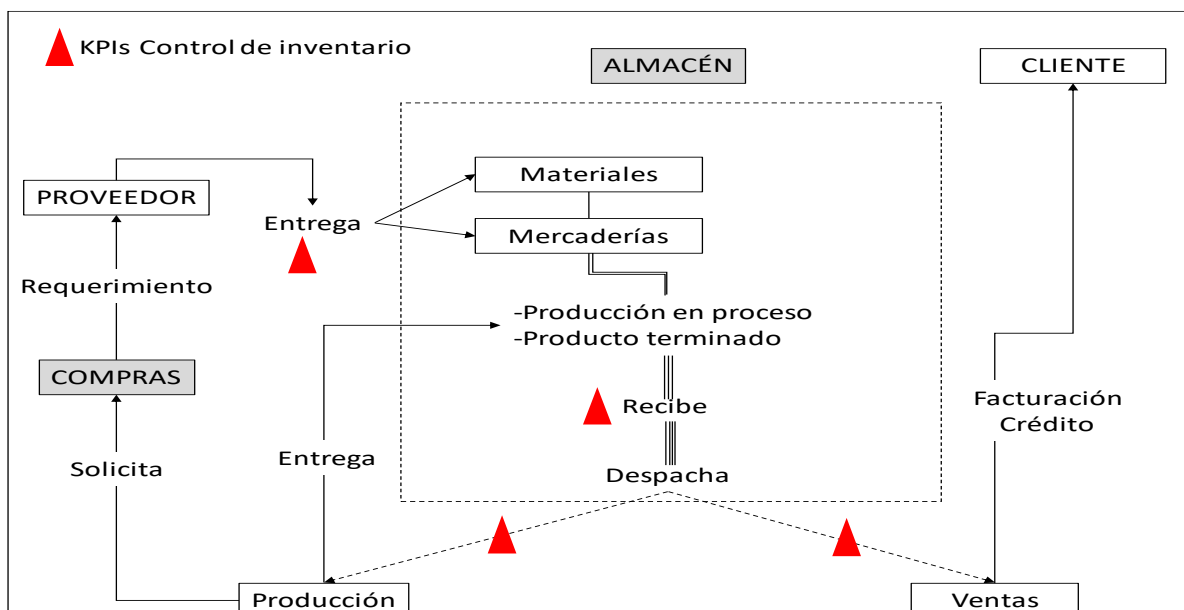 KPIs Control de inventario
ALMACÉN
CLIENTE
PROVEEDOR
Entrega
Materiales
Mercaderías
Requerimiento
-Producción en proceso
-Producto terminado
COMPRAS
Recibe
Facturación
Crédito
Solicita
Entrega
Despacha
Producción
Ventas